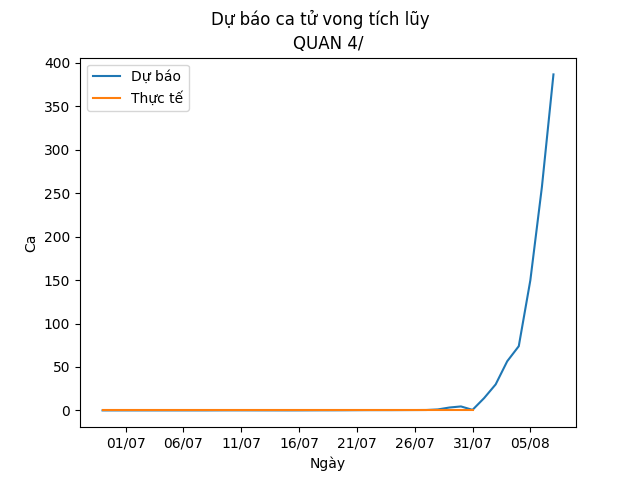 Dự báo ca tử vong tích lũy
QUAN 4/
400
350
300
250
200
150
100
50
0
Ca
Dự báo
Thực tế
01/07 06/07 11/07 16/07 21/07 26/07 31/07 05/08
Ngày